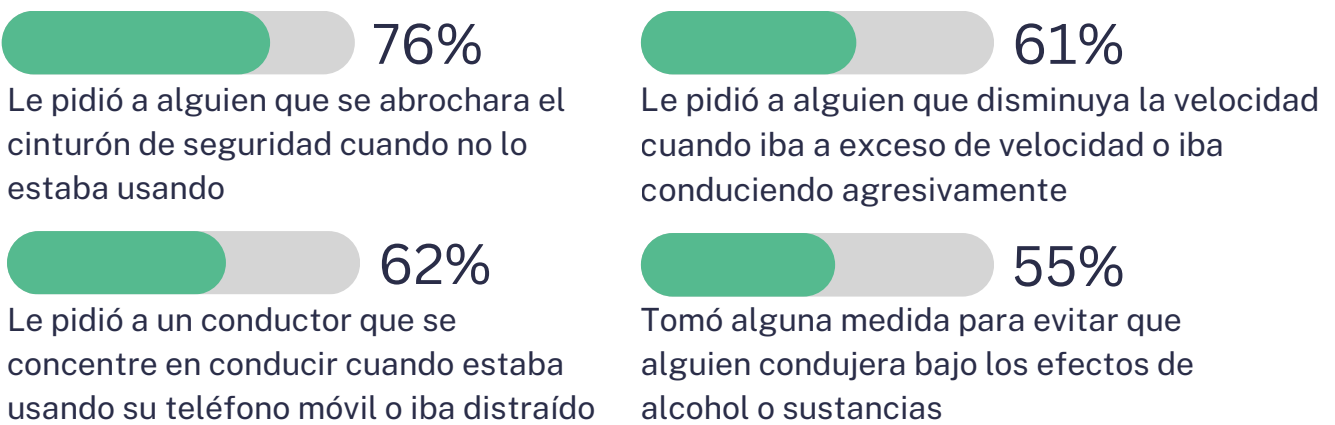 76%
Le pidió a alguien que se abrochara el
cinturón de seguridad cuando no lo
estaba usando
61%
Le pidió a alguien que disminuya la velocidad
cuando iba a exceso de velocidad o iba
conduciendo agresivamente
62%
Le pidió a un conductor que se
concentre en conducir cuando estaba
usando su teléfono móvil o iba distraído
55%
Tomó alguna medida para evitar que
alguien condujera bajo los efectos de
alcohol o sustancias